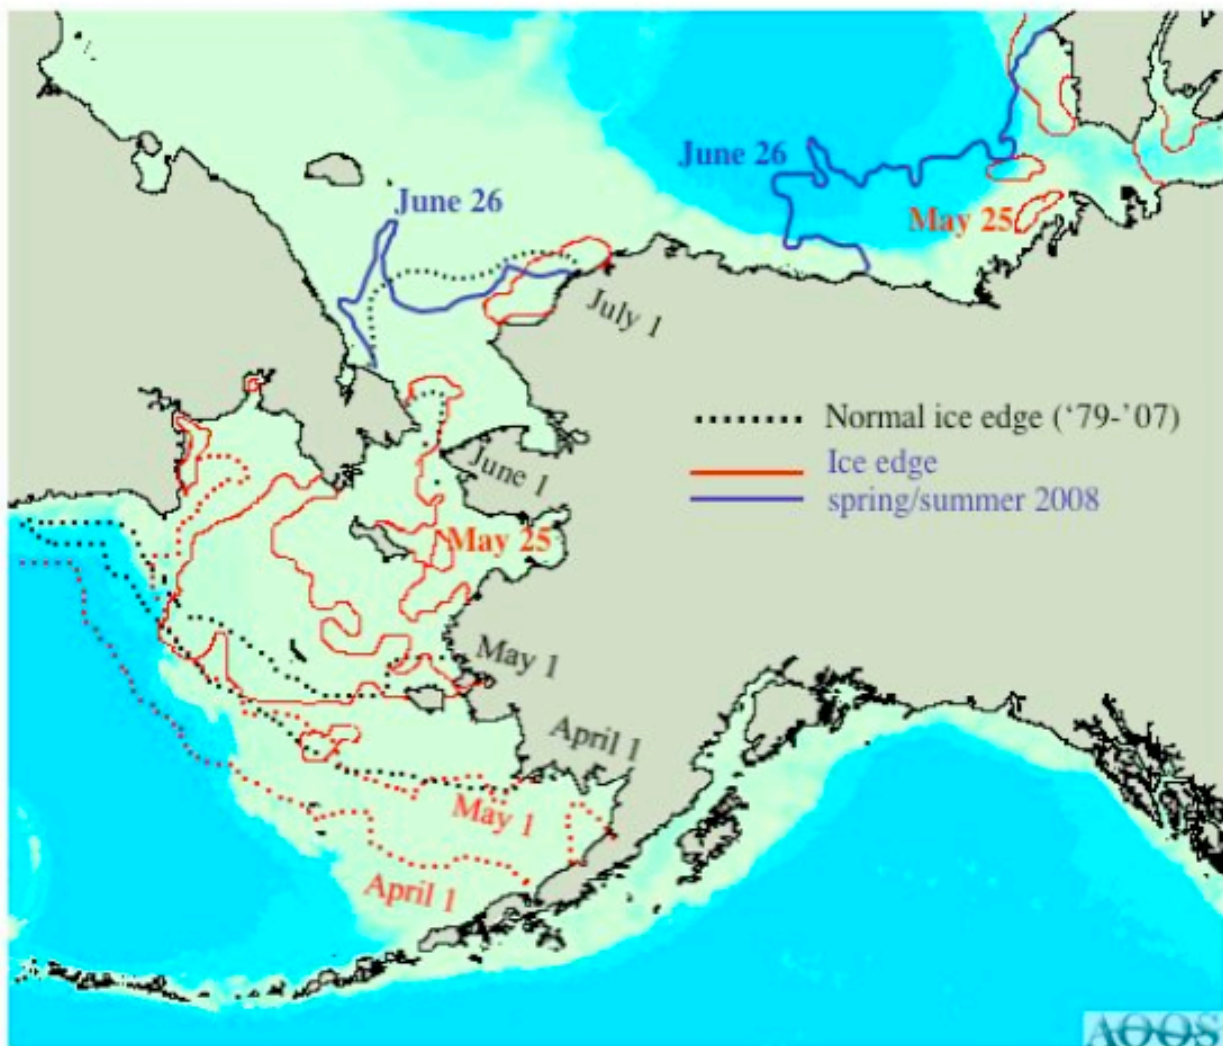 June 26
May 25
June 26
July 1
Normal ice edge (‘79-’07)
Ice edge
spring/summer 2008
June 1
May 25
May 1
April 1
May 1
April 1
AOOS